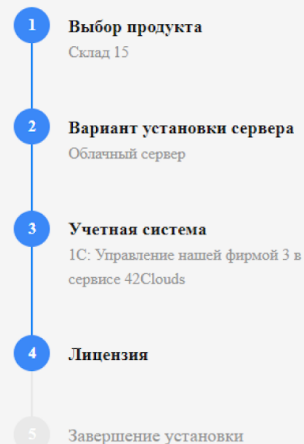 1 Выбор продукта
Склад 15
2 Вариант установки сервера
Облачный сервер
3 Учетная система
1С: Управление нашей фирмой 3 в
сервисе 42Clouds
4 Лицензия
5 Завершение установки